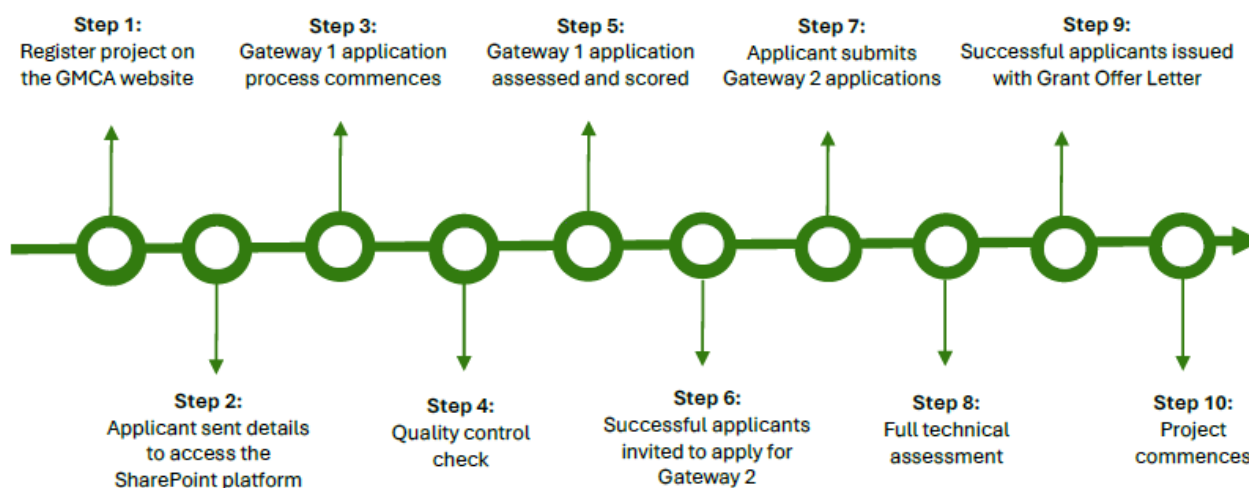 Step 1:
Register project on
the GMCA website
Step 2:
Applicant sent details
to access the
SharePoint platform
Step 3:
Gateway 1 application
process commences
Step 4:
Quality control
check
Step 5:
Gateway 1 application
assessed and scored
Step 6:
Successful applicants
invited to apply for
Gateway 2
Step 7:
Applicant submits
Gateway 2 applications
Step 8:
Full technical
assessment
Step 9:
Successful applicants issued
with Grant Offer Letter
Step 10:
Project
commences